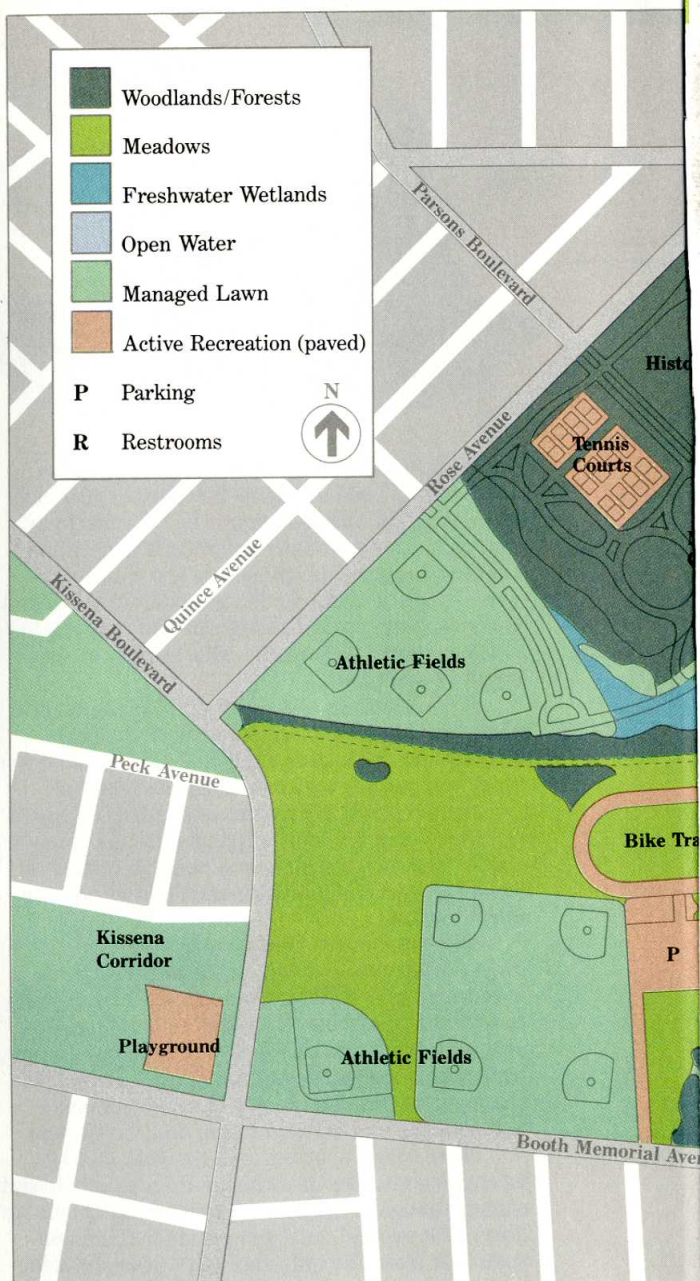 Woodlands/Forests
Meadows
Freshwater Wetlands
Open Water
Managed Lawn
Active Recreation (paved)
P Parking
R Restrooms
N
Parsons Boulevard
Rose Avenue
Tennis
Courts
Quince Avenue
Kissena Boulevard
Athletic Fields
Peck Avenue
Kissena
Corridor
Playground
Bike
P
Athletic Fields
Booth Memorial